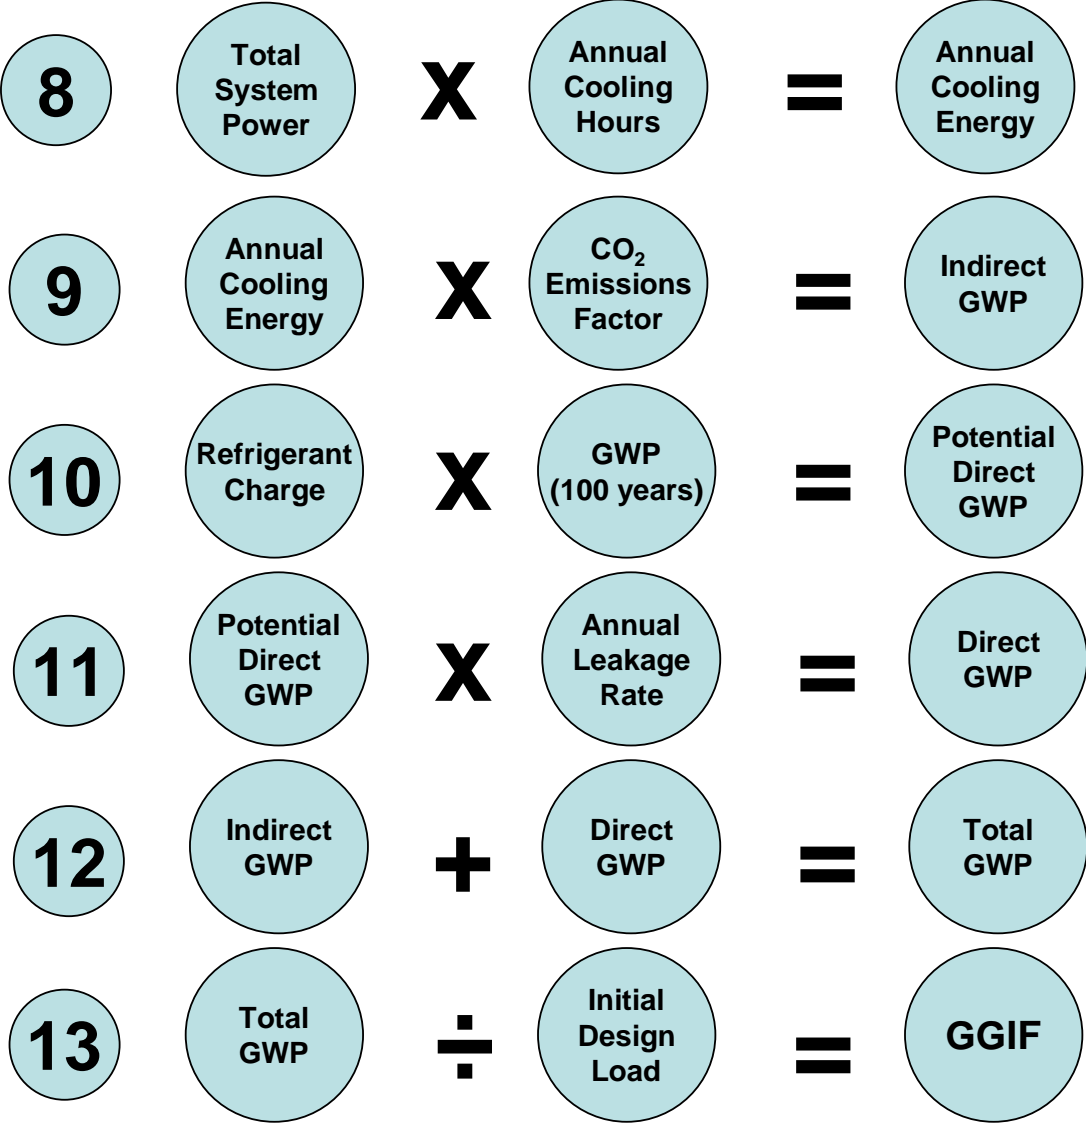 8 Total System Power X Annual Cooling Hours = Annual Cooling Energy
9 Annual Cooling Energy X CO₂ Emissions Factor = Indirect GWP
10 Refrigerant Charge X GWP (100 years) = Potential Direct GWP
11 Potential Direct GWP X Annual Leakage Rate = Direct GWP
12 Indirect GWP + Direct GWP = Total GWP
13 Total GWP ÷ Initial Design Load = GGIF